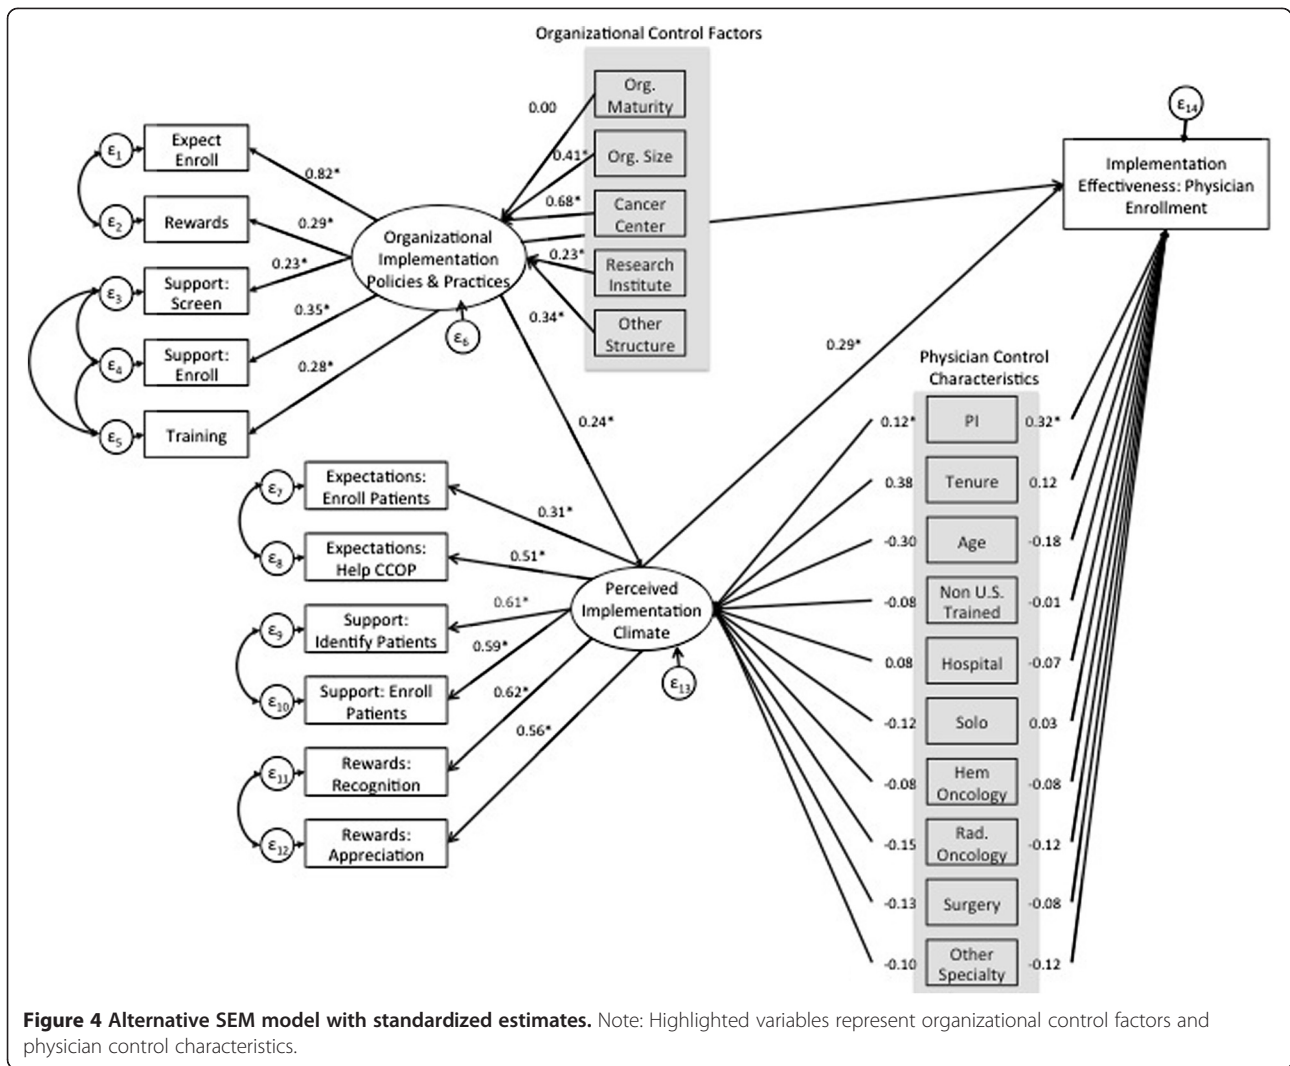 Organizational Control Factors
Org.
Maturity
0.00
Org. Size
0.41*
Cancer
Center
0.68*
Research
Institute
0.23*
Other
Structure
0.34*
ε14
Implementation
Effectiveness: Physician
Enrollment
ε1
Expect
Enroll
0.82*
ε2
Rewards
0.29*
ε3
Support:
Screen
0.23*
ε4
Support:
Enroll
0.35*
ε5
Training
0.28*
Organizational
Implementation
Policies & Practices
ε6
0.24*
0.29*
ε7
Expectations:
Enroll Patients
0.31*
ε8
Expectations:
Help CCOP
0.51*
ε9
Support:
Identify Patients
0.61*
ε10
Support: Enroll
Patients
0.59*
ε11
Rewards:
Recognition
0.62*
ε12
Rewards:
Appreciation
0.56*
Perceived
Implementation
Climate
ε13
Physician Control
Characteristics
0.12* PI 0.32*
0.38 Tenure 0.12
-0.30 Age -0.18
-0.08 Non U.S. -0.01
Trained
0.08 Hospital -0.07
-0.12 Solo 0.03
-0.08 Hem -0.08
Oncology
-0.15 Rad. -0.12
Oncology
-0.13 Surgery -0.08
-0.10 Other -0.12
Specialty
Figure 4 Alternative SEM model with standardized estimates. Note: Highlighted variables represent organizational control factors and
physician control characteristics.